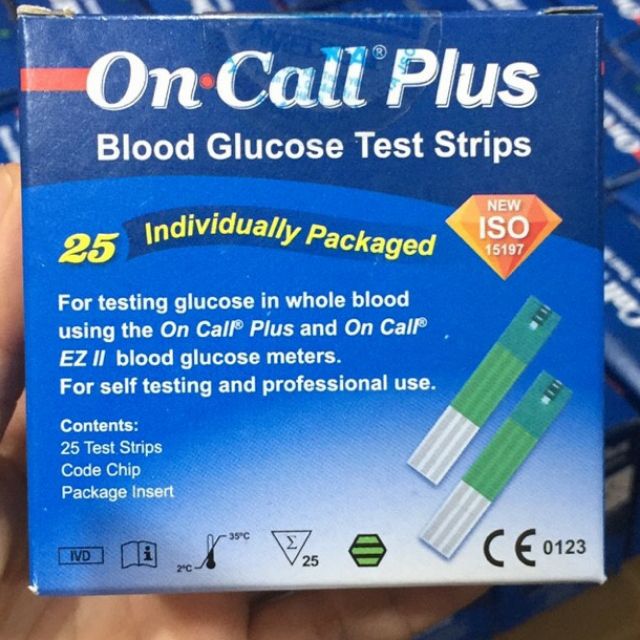 On·Call® Plus
Blood Glucose Test Strips
25 Individually Packaged
NEW
ISO
15197
For testing glucose in whole blood
using the On Call® Plus and On Call®
EZ II blood glucose meters.
For self testing and professional use.
Contents:
25 Test Strips
Code Chip
Package Insert
IVD
i
2°C
35°C
Σ
25
CE 0123